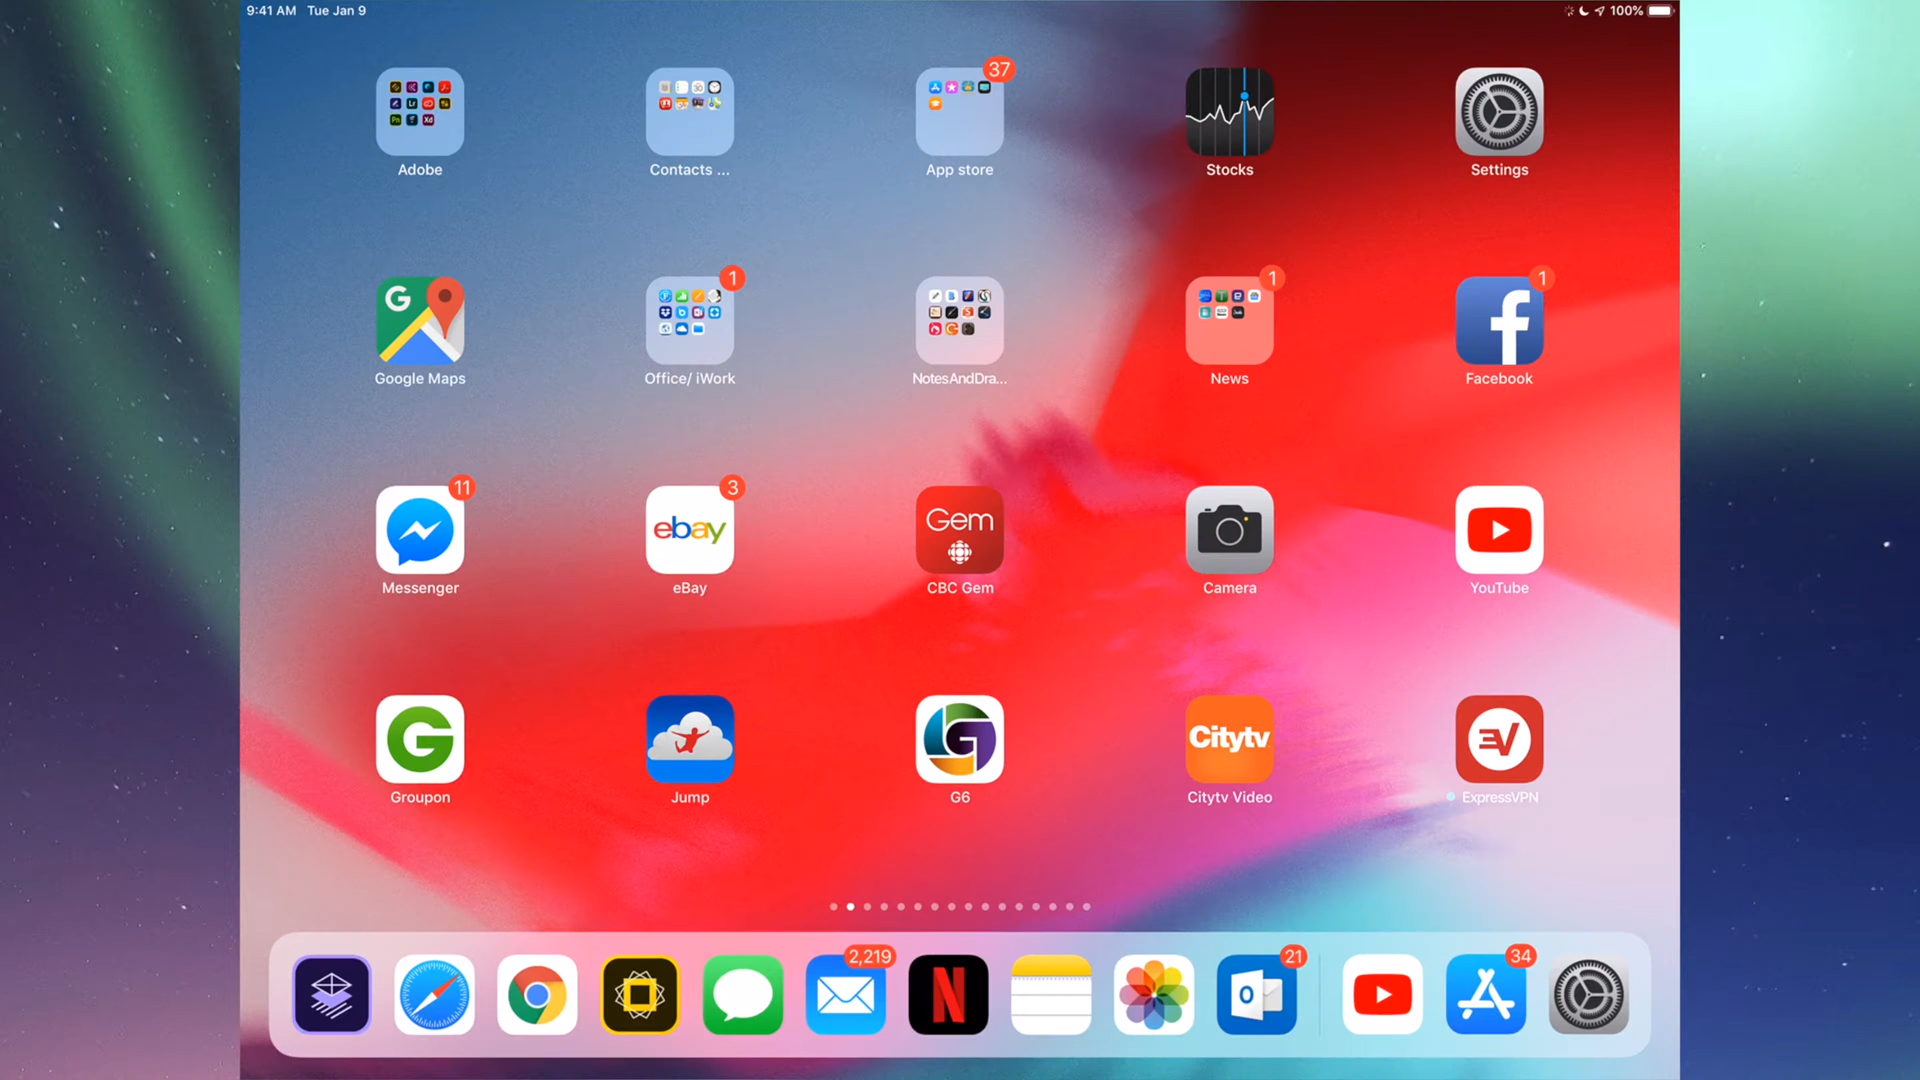 9:41 AM Tue Jan 9
100%
37
Adobe
Contacts ...
App store
Stocks
Settings
1
1
1
G
Google Maps
Office/ iWork
NotesAndDra...
News
Facebook
11
3
ebay
Gem
Messenger
eBay
CBC Gem
Camera
YouTube
G
G
Citytv
EV
Groupon
Jump
G6
Citytv Video
ExpressVPN
2,219
21
34
N
O